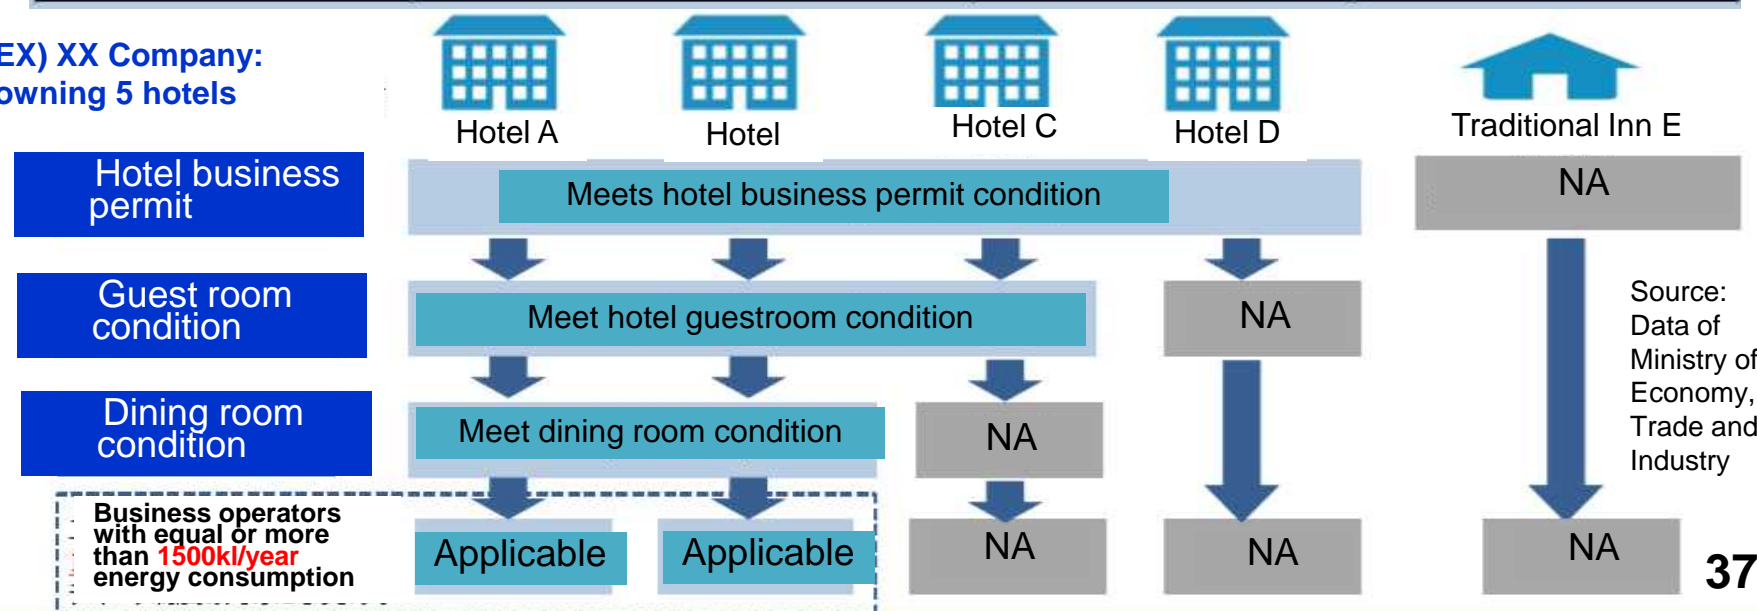 EX) XX Company:
owning 5 hotels
Hotel A
Hotel
Hotel C
Hotel D
Traditional Inn E
Hotel business
permit
Meets hotel business permit condition
NA
Guest room
condition
Meet hotel guestroom condition
NA
Source:
Data of
Ministry of
Economy,
Trade and
Industry
Dining room
condition
Meet dining room condition
NA
Business operators
with equal or more
than 1500kl/year
energy consumption
Applicable
Applicable
NA
NA
NA
37